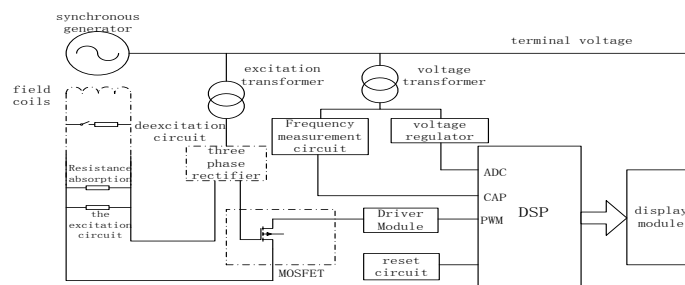 synchronous
generator
terminal voltage
field
coils
excitation
transformer
voltage
transformer
deexcitation
circuit
Frequency
measurement
circuit
voltage
regulator
three
phase
rectifier
Resistance
absorption
the
excitation
circuit
MOSFET
Driver
Module
reset
circuit
ADC
CAP
PWM
DSP
display
module